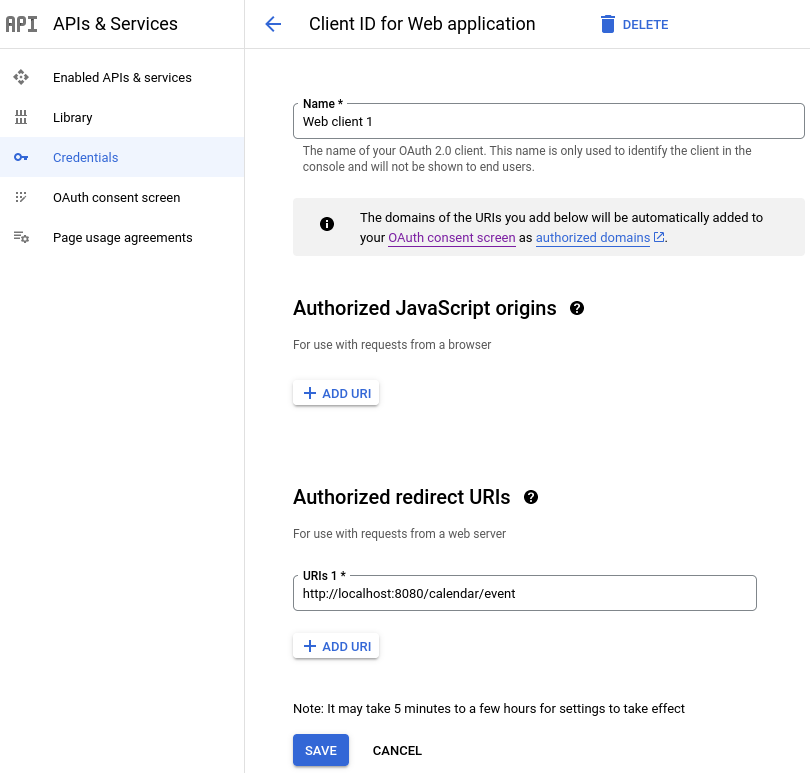 API APIs & Services
Enabled APIs & services
Library
Credentials
OAuth consent screen
Page usage agreements
Client ID for Web application
DELETE
Name *
Web client 1
The name of your OAuth 2.0 client. This name is only used to identify the client in the
console and will not be shown to end users.
The domains of the URIs you add below will be automatically added to
your OAuth consent screen as authorized domains.
Authorized JavaScript origins
For use with requests from a browser
ADD URI
Authorized redirect URIs
For use with requests from a web server
URIs 1 *
http://localhost:8080/calendar/event
ADD URI
Note: It may take 5 minutes to a few hours for settings to take effect
SAVE CANCEL